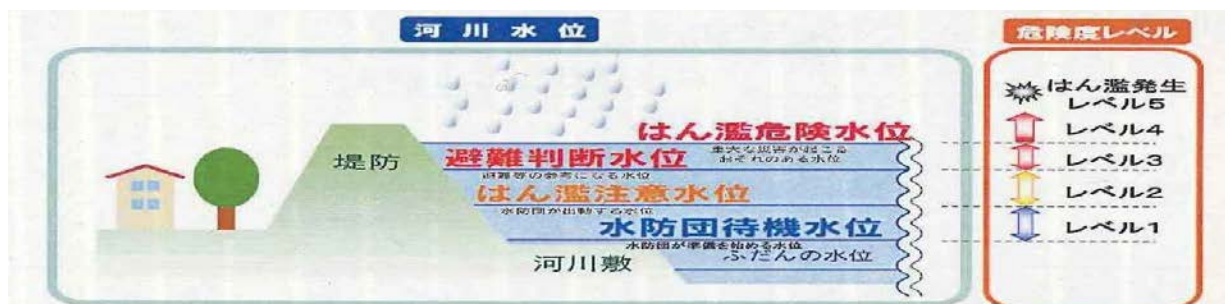 河川水位
危険度レベル
はん濫発生
レベル5
はん濫危険水位
レベル4
重大な災害が起こる
おそれのある水位
堤防
避難判断水位
レベル3
避難等の参考になる水位
はん濫注意水位
レベル2
水防団が出動する水位
水防団待機水位
レベル1
水防団が準備を始める水位
ふだんの水位
河川敷